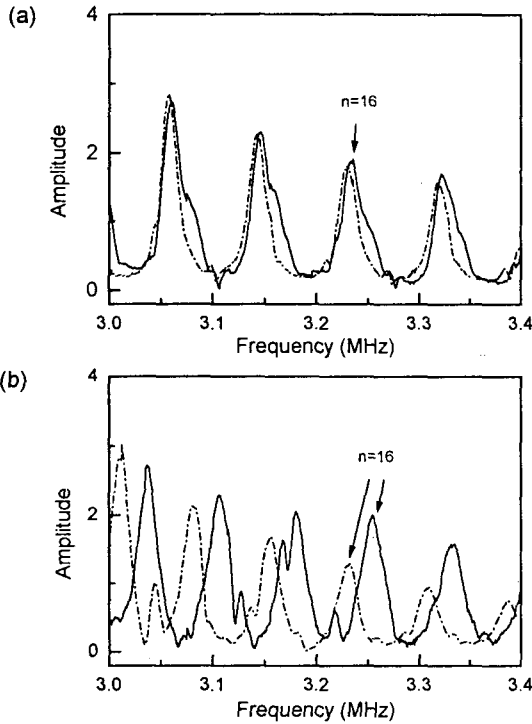 (a)
4
2
0
Amplitude
n=16
3.0 3.1 3.2 3.3 3.4
Frequency (MHz)
(b)
4
2
0
Amplitude
n=16
3.0 3.1 3.2 3.3 3.4
Frequency (MHz)